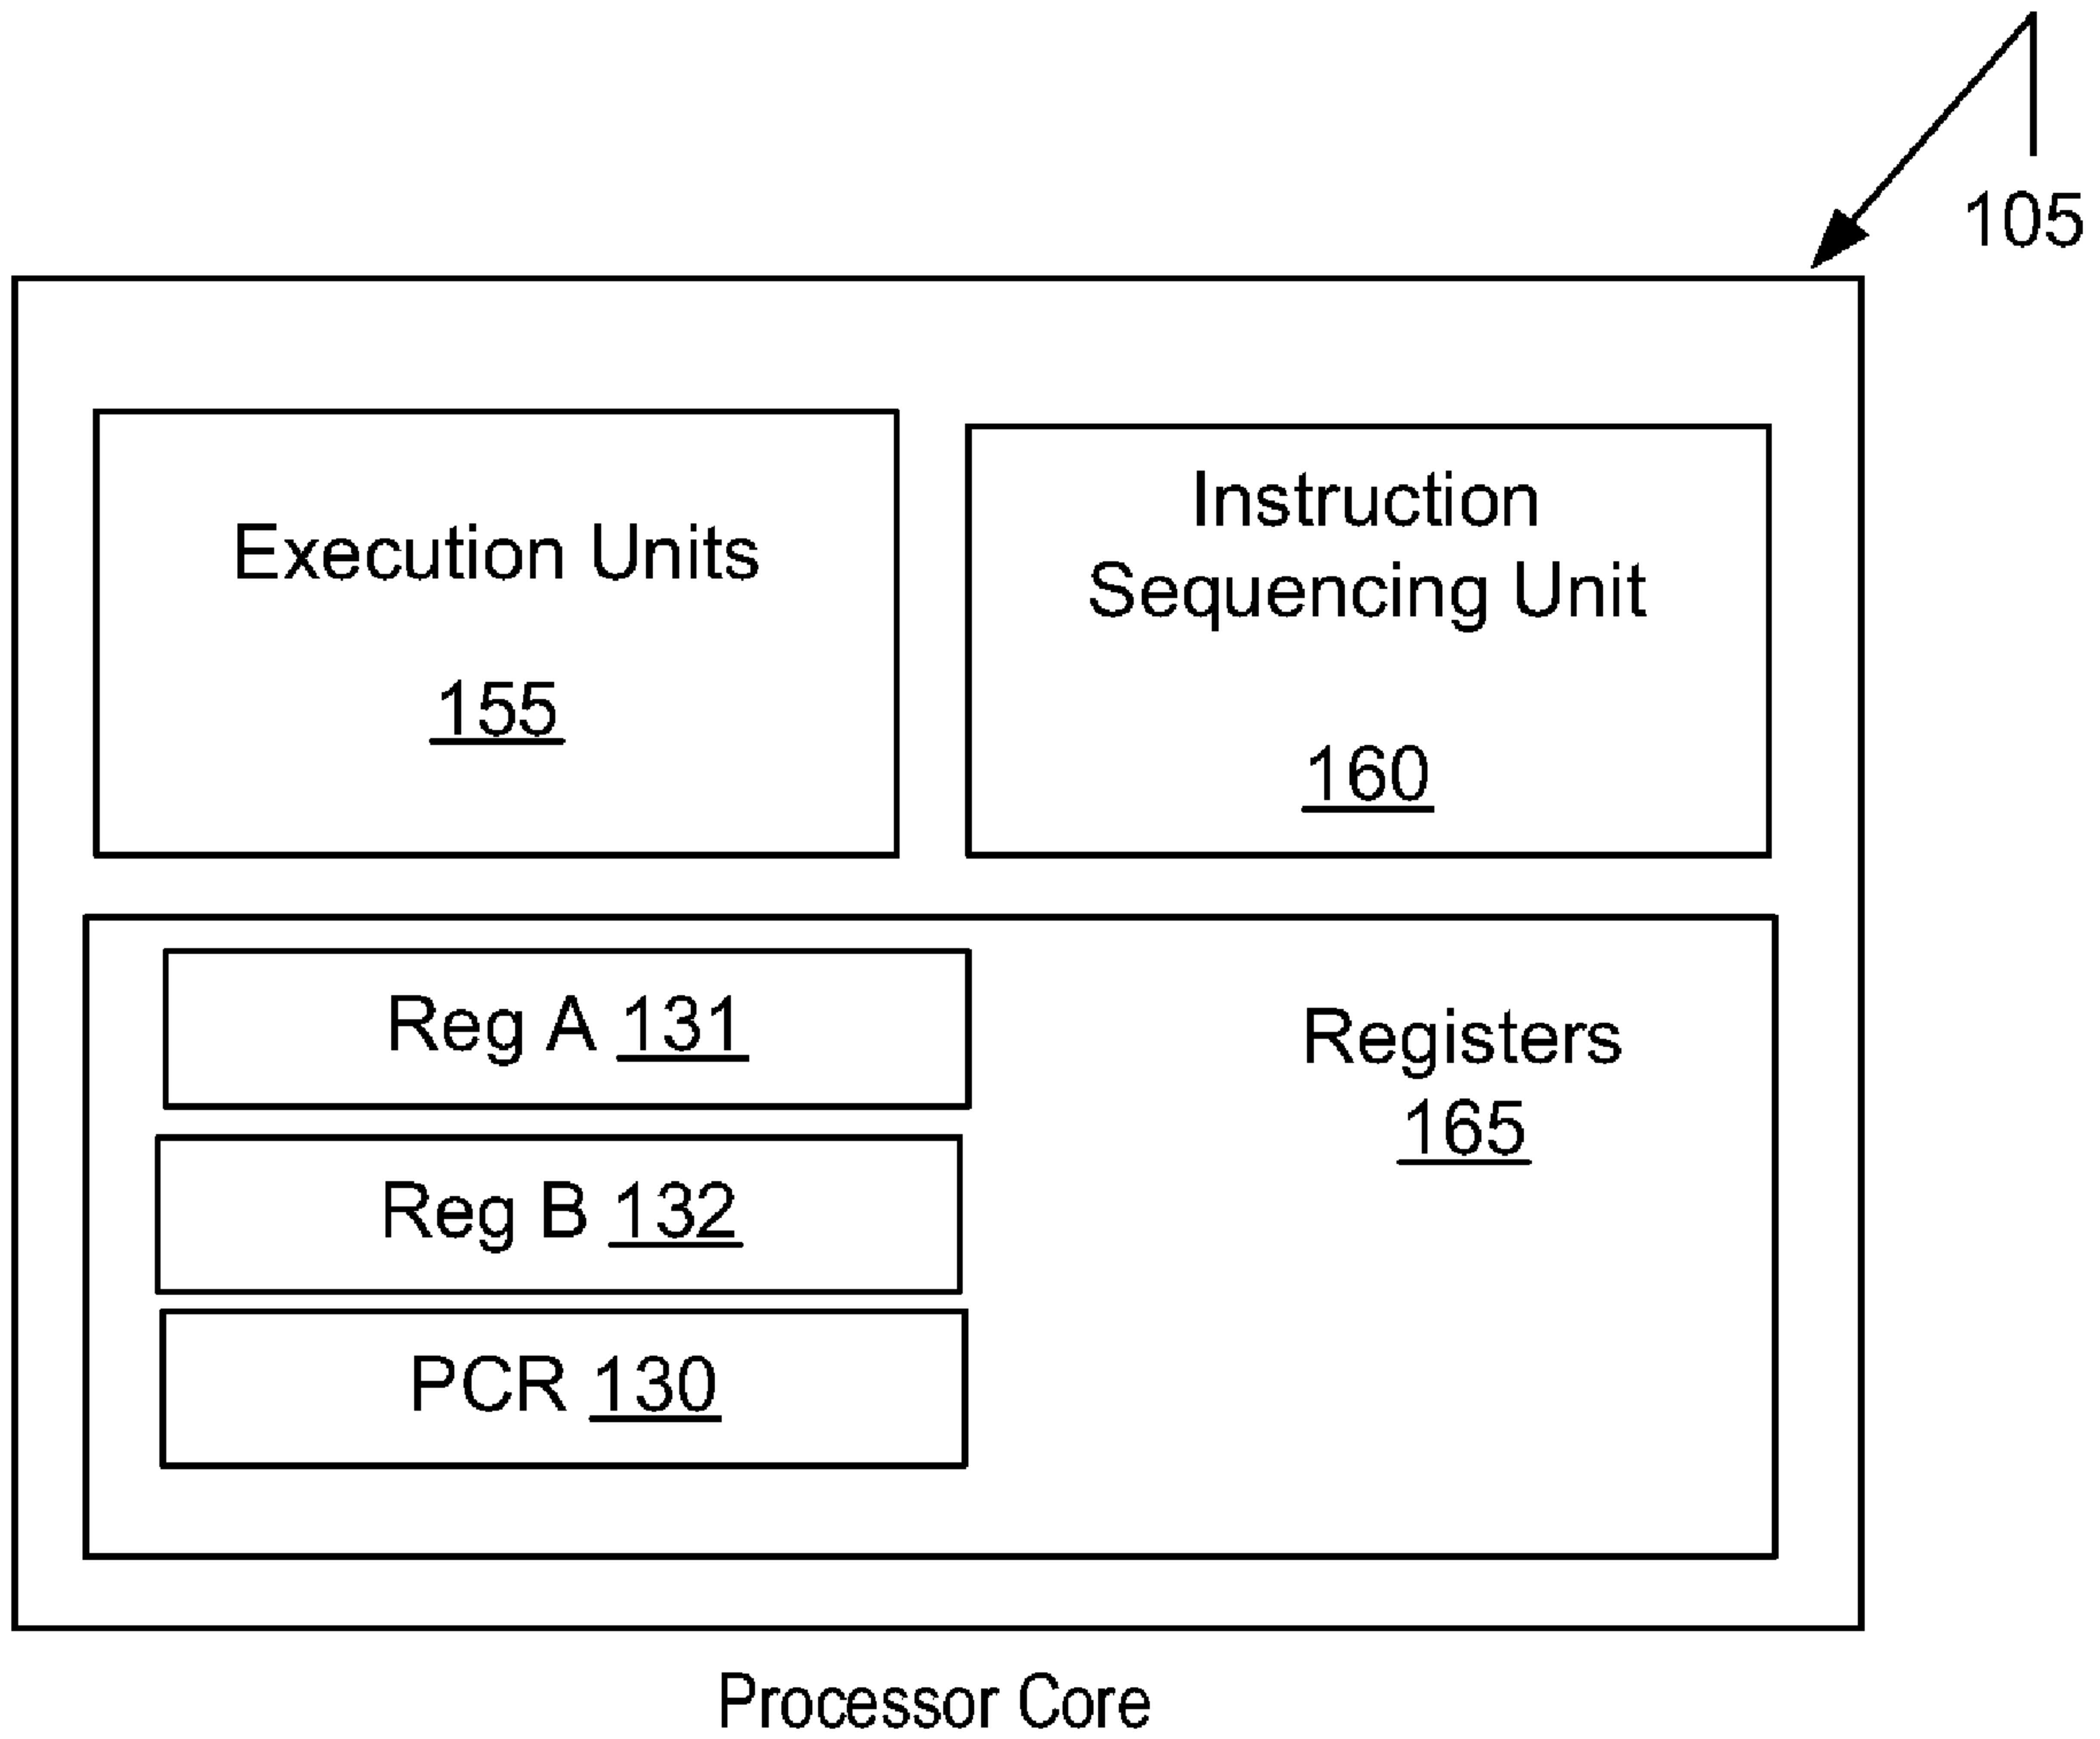 105
Execution Units
155
Instruction
Sequencing Unit
160
Reg A 131
Reg B 132
PCR 130
Registers
165
Processor Core